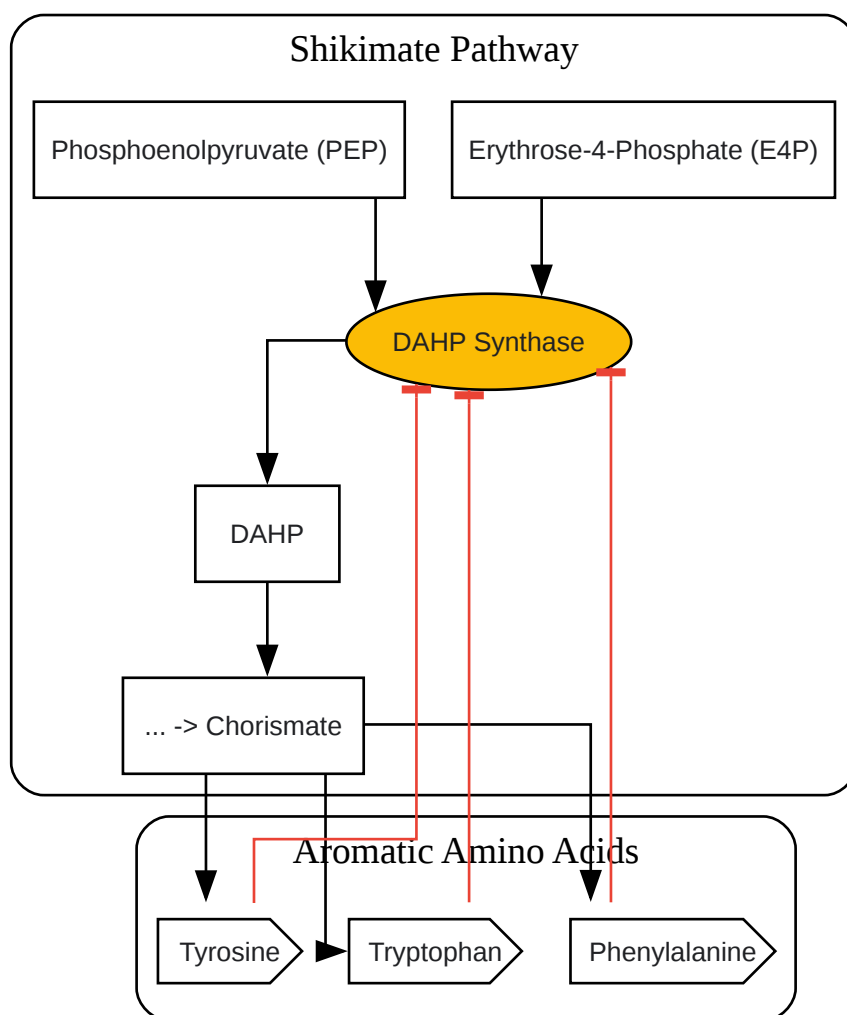 Shikimate Pathway
Phosphoenolpyruvate (PEP)
Erythrose-4-Phosphate (E4P)
DAHP Synthase
DAHP
... -> Chorismate
Aromatic Amino Acids
Tyrosine
Tryptophan
Phenylalanine